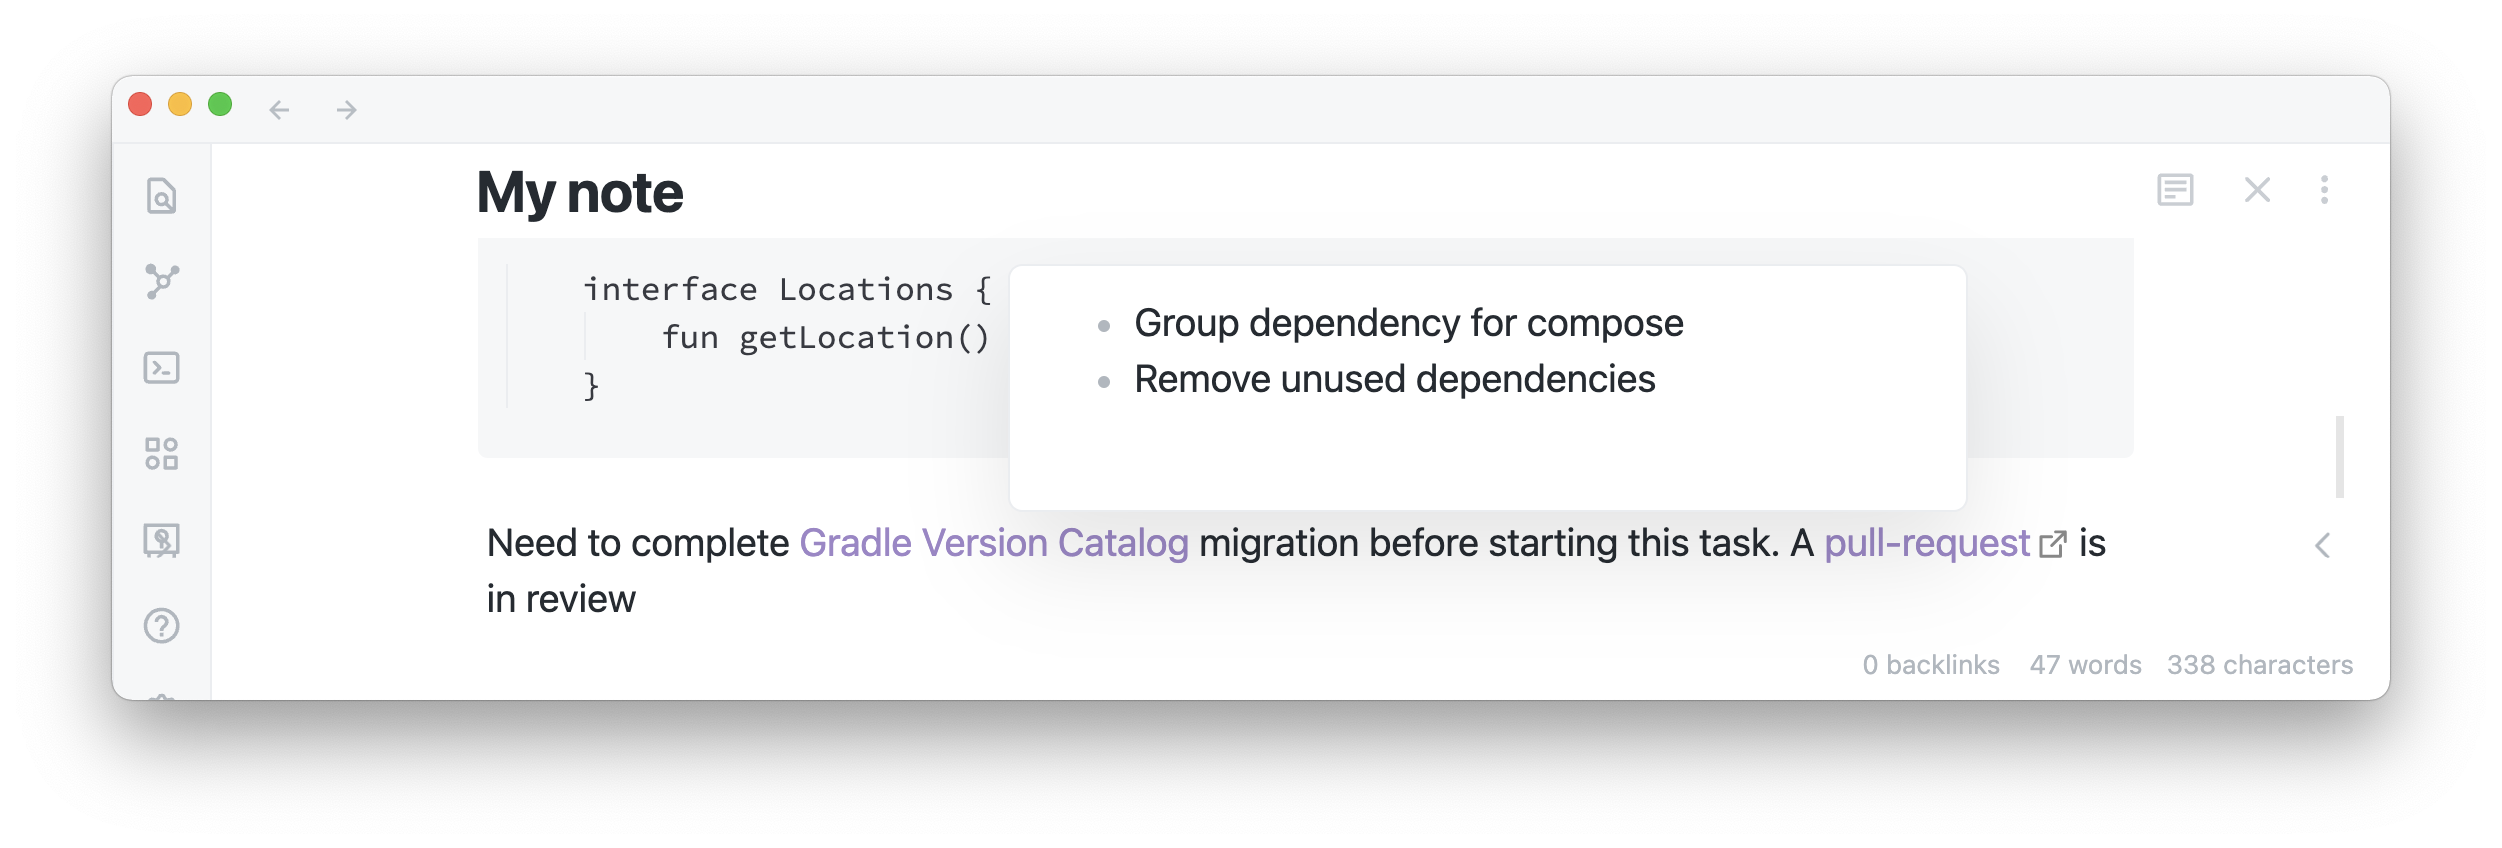 My note
interface Locations {
fun getLocation()
}
Group dependency for compose
Remove unused dependencies
Need to complete Gradle Version Catalog migration before starting this task. A pull-request is
in review
0 backlinks 47 words 338 characters